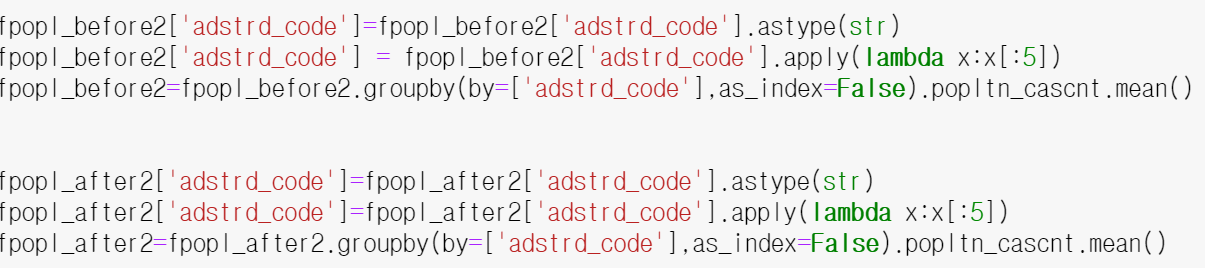 fpopl_before2['adstrd_code']=fpopl_before2['adstrd_code'].astype(str)
fpopl_before2['adstrd_code'] = fpopl_before2['adstrd_code'].apply(lambda x:x[:5])
fpopl_before2=fpopl_before2.groupby(by=['adstrd_code'],as_index=False).popltn_cascnt.mean()
fpopl_after2['adstrd_code']=fpopl_after2['adstrd_code'].astype(str)
fpopl_after2['adstrd_code']=fpopl_after2['adstrd_code'].apply(lambda x:x[:5])
fpopl_after2=fpopl_after2.groupby(by=['adstrd_code'],as_index=False).popltn_cascnt.mean()